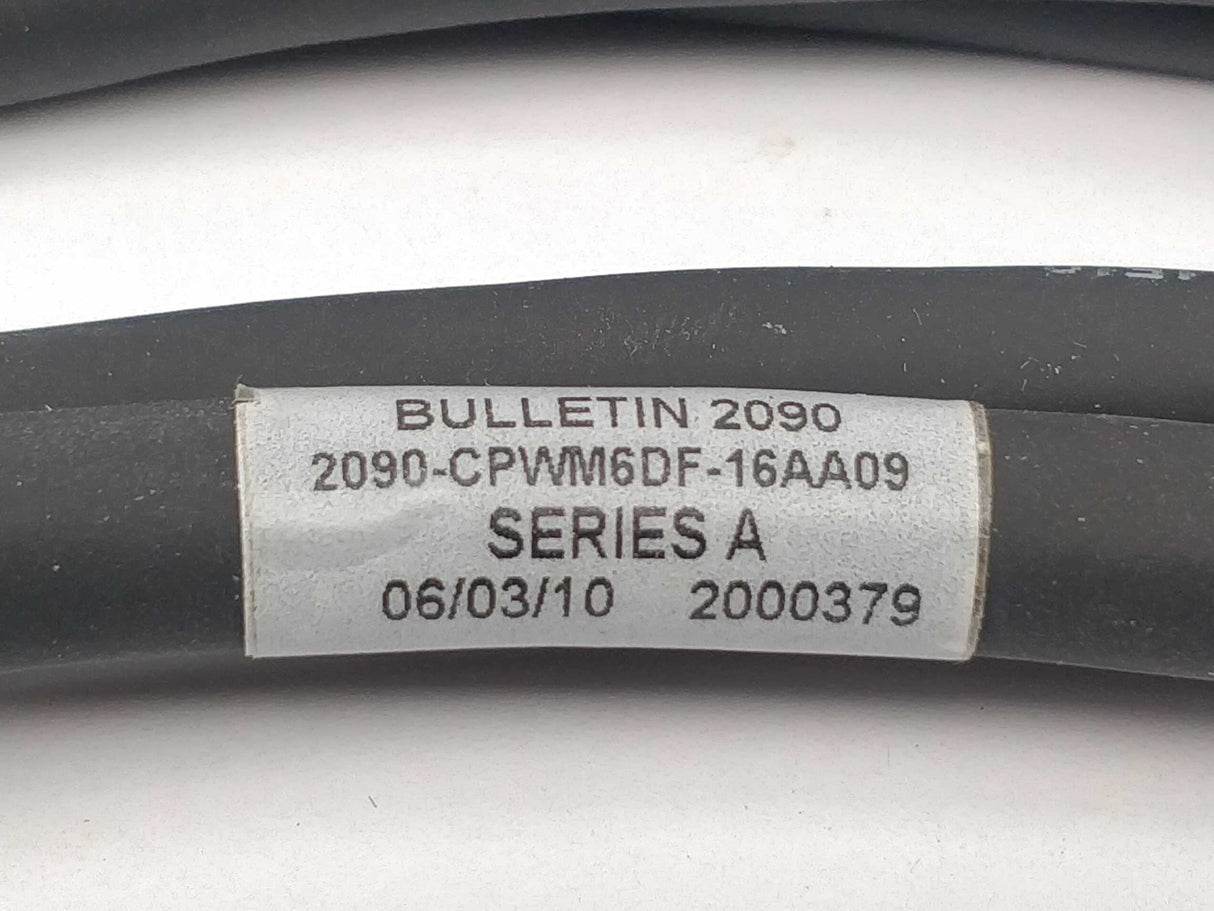 BULLETIN 2090
2090-CPWM6DF-16AA09
SERIES A
06/03/10 2000379